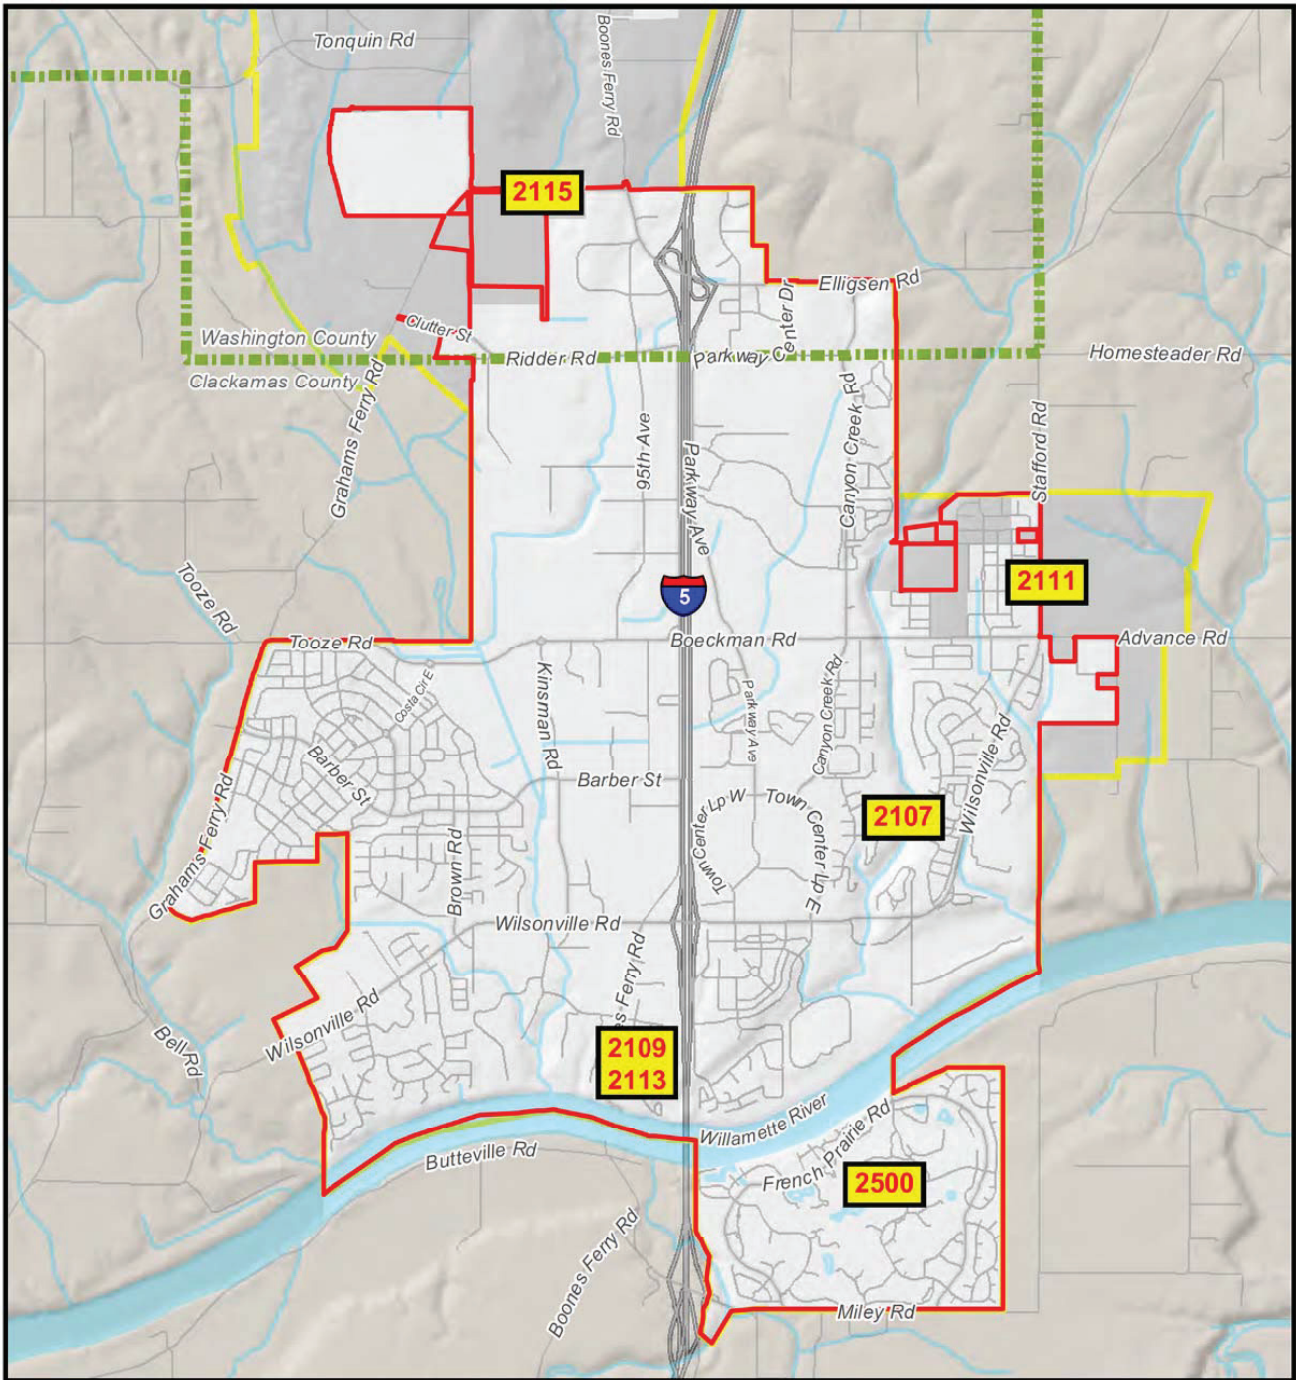 Tonquin Rd
Boones Ferry Rd
2115
Elligsen Rd
Center Dr
Clutter St
Washington County
Ridder Rd
Parkway C
Homesteader Rd
Clackamas County
Grahams Ferry Rd
95th Ave
Parkway Ave
Canyon Creek Rd
Stafford Rd
Tooze Rd
5
2111
Tooze Rd
Boeckman Rd
Advance Rd
Costa Cir E
Kinsman Rd
Parkway Ave
Canyon Creek Rd
Wilsonville Rd
Barber St
Barber St
Town Center Lp W
Town Center Lp E
2107
Grahams Ferry Rd
Brown Rd
Wilsonville Rd
es Ferry Rd
Wilsonville Rd
Bell Rd
2109
2113
Willamette River
Butteville Rd
French Prairie Rd
2500
Boones Ferry Rd
Miley Rd